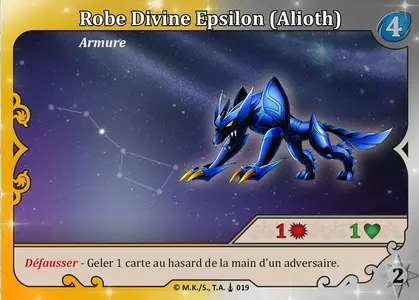 Robe Divine Epsilon (Alioth)
4
Armure
1 1
Défausser - Geler 1 carte au hasard de la main d'un adversaire.
2
© M.K./S., T.A. 019